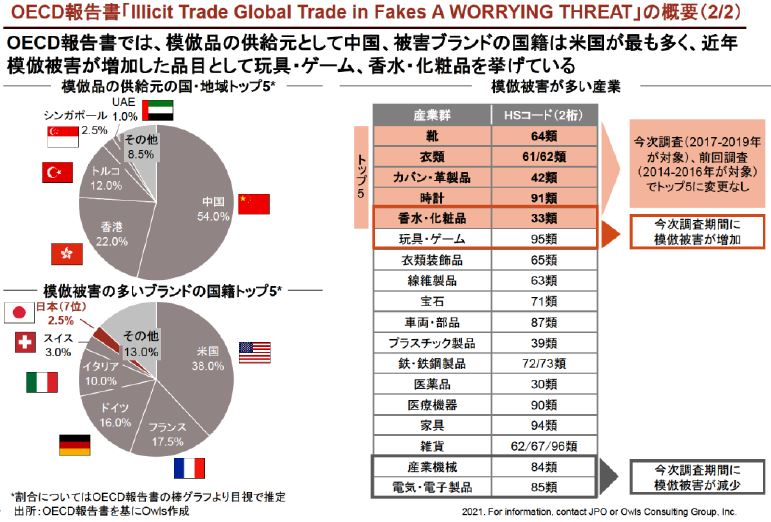 OECD報告書「Illicit Trade Global Trade in Fakes A WORRYING THREAT」の概要(2/2)
OECD報告書では、模倣品の供給元として中国、被害ブランドの国籍は米国が最も多く、近年
模倣被害が増加した品目として玩具・ゲーム、香水・化粧品を挙げている
模倣品の供給元の国・地域トップ5*
UAE
1.0%
シンガポール
2.5%
その他
8.5%
トルコ
12.0%
中国
54.0%
香港
22.0%
模倣被害の多いブランドの国籍トップ5*
日本(7位)
2.5%
その他
13.0%
スイス
3.0%
米国
38.0%
イタリア
10.0%
ドイツ
16.0%
フランス
17.5%
*割合についてはOECD報告書の棒グラフより目視で推定
出所:OECD報告書を基にOwls作成
模倣被害が多い産業
トップ5
産業群 HSコード(2桁)
靴 64類
衣類 61/62類
カバン・革製品 42類
時計 91類
香水・化粧品 33類
玩具・ゲーム 95類
衣類装飾品 65類
線維製品 63類
宝石 71類
車両・部品 87類
プラスチック製品 39類
鉄・鉄鋼製品 72/73類
医薬品 30類
医療機器 90類
家具 94類
雑貨 62/67/96類
産業機械 84類
電気・電子製品 85類
今次調査(2017-2019年
が対象)、前回調査
(2014-2016年が対象)
でトップ5に変更なし
今次調査期間に
模倣被害が増加
今次調査期間に
模倣被害が減少
2021. For information, contact JPO or Owls Consulting Group, Inc.